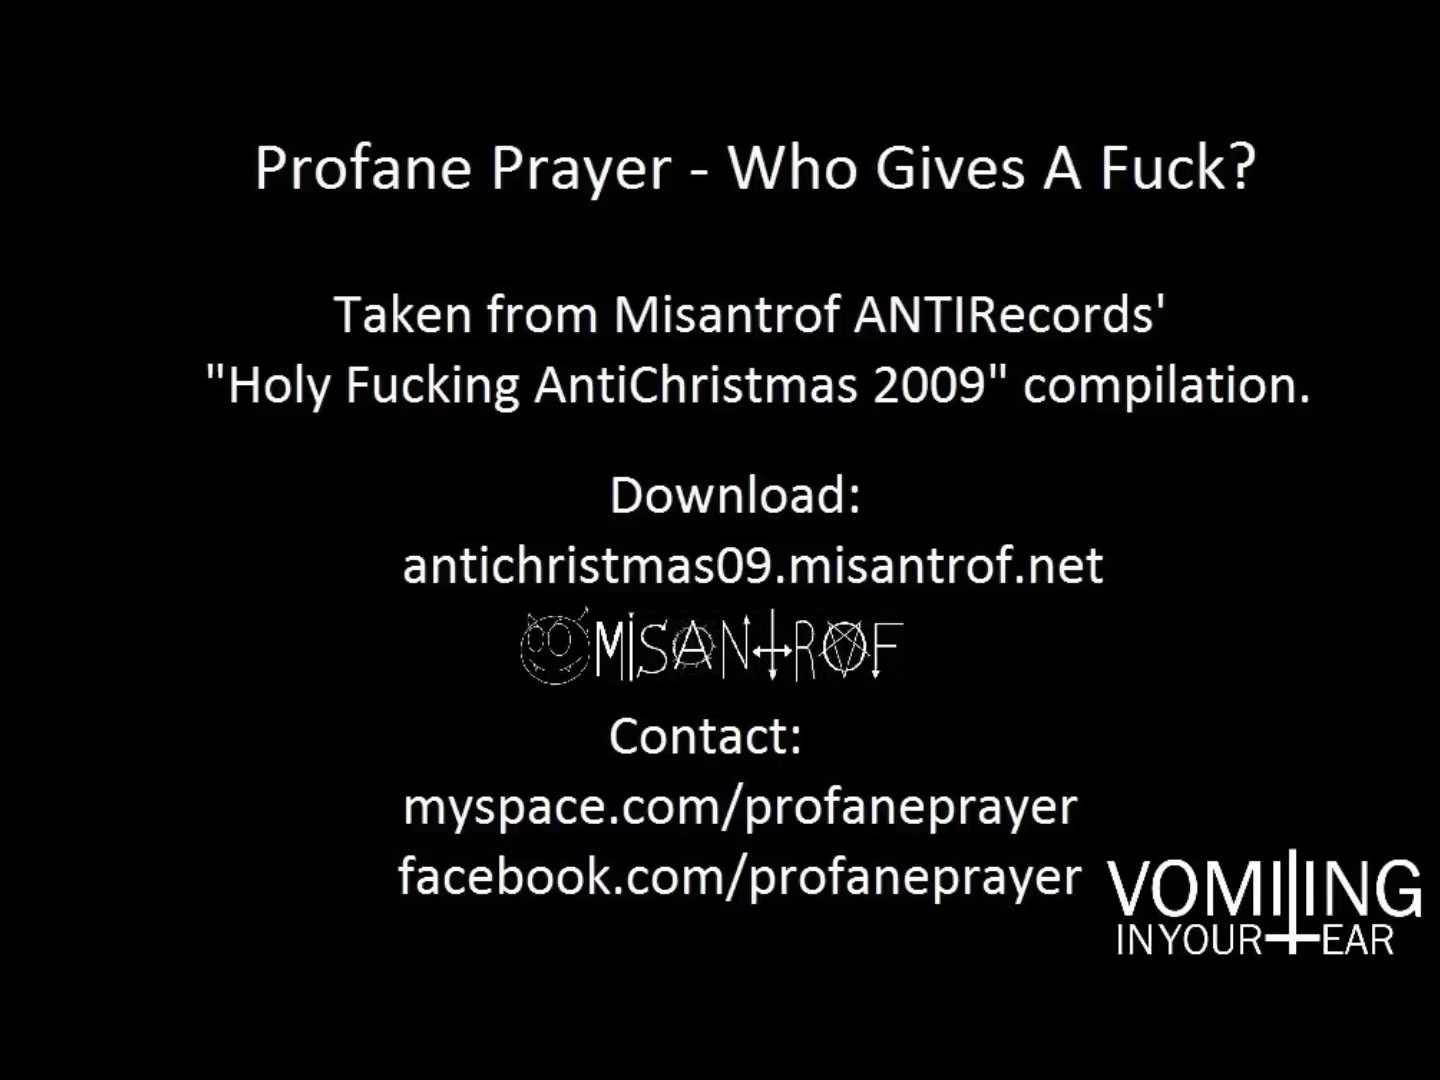 Profane Prayer - Who Gives A Fuck?
Taken from Misantrof ANTIRecords'
"Holy Fucking AntiChristmas 2009" compilation.
Download:
antichristmas09.misantrof.net
MiSANTROF
Contact:
myspace.com/profaneprayer
facebook.com/profaneprayer
VOMITING
IN YOUR EAR